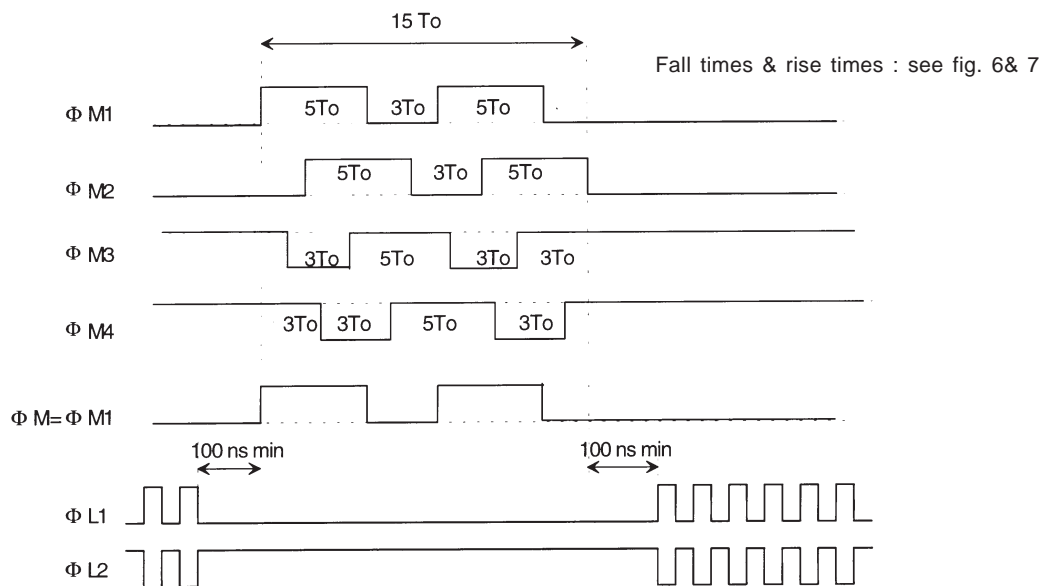 15 To
Fall times & rise times : see fig. 6& 7
Φ M1 5To 3To 5To
Φ M2 5To 3To 5To
Φ M3 3To 5To 3To 3To
Φ M4 3To 3To 5To 3To
Φ M=Φ M1
100 ns min 100 ns min
Φ L1
Φ L2